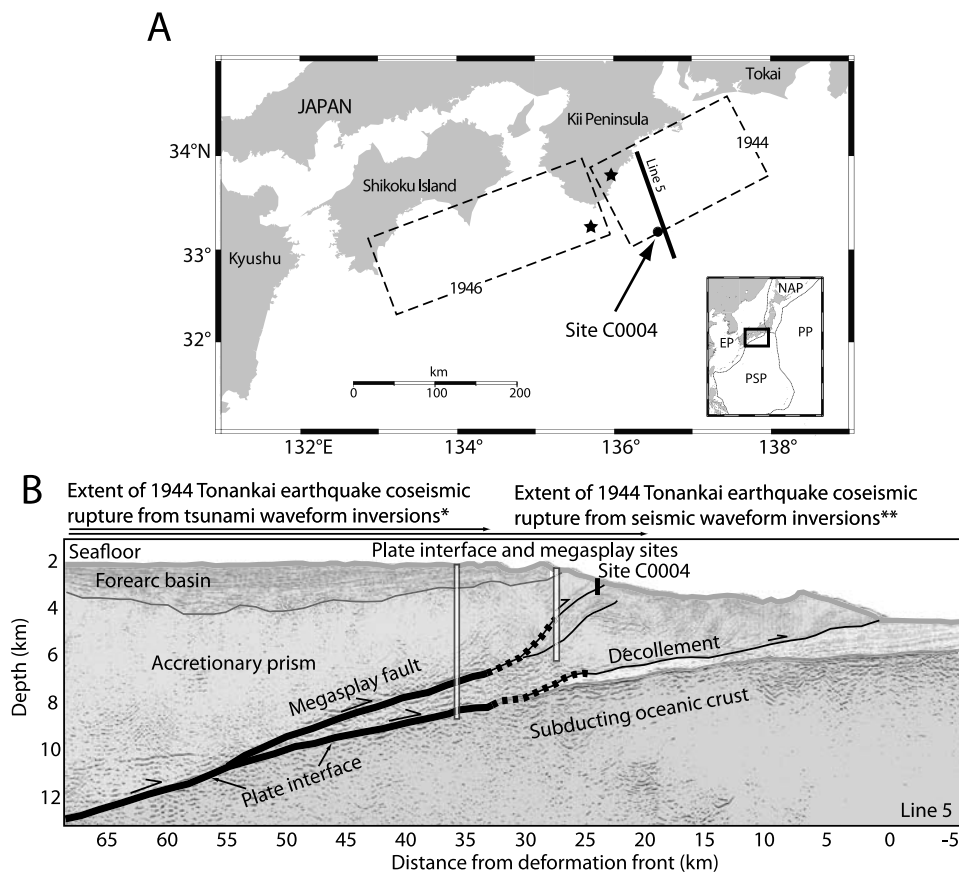 A
JAPAN
Tokai
Kii Peninsula
34°N
1944
Line 5
Shikoku Island
33°
Kyushu
1946
Site C0004
NAP
EP
PP
PSP
32°
km
0 100 200
132°E 134° 136° 138°
B
Extent of 1944 Tonankai earthquake coseismic
rupture from tsunami waveform inversions*
Extent of 1944 Tonankai earthquake coseismic
rupture from seismic waveform inversions**
Seafloor
Plate interface and megasplay sites
Site C0004
Forearc basin
Accretionary prism
Megasplay fault
Decollement
Subducting oceanic crust
Plate interface
Line 5
Depth (km)
2
4
6
8
10
12
65 60 55 50 45 40 35 30 25 20 15 10 5 0 -5
Distance from deformation front (km)